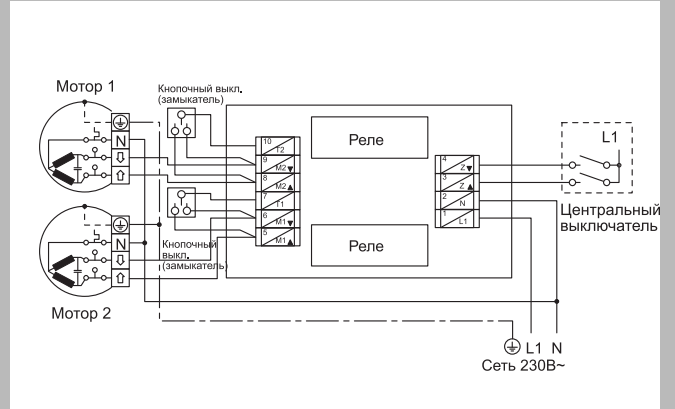 Мотор 1
Кнопочный выкл.
(замыкатель)
N
10
T2
9
M2▼
8
M2▲
7
T1
6
M1▼
5
M1▲
Реле
Реле
4
Z▼
3
Z▲
2
N
1
L1
L1
Центральный
выключатель
N
Кнопочный
выкл.
(замыкатель)
Мотор 2
L1 N
Сеть 230В~